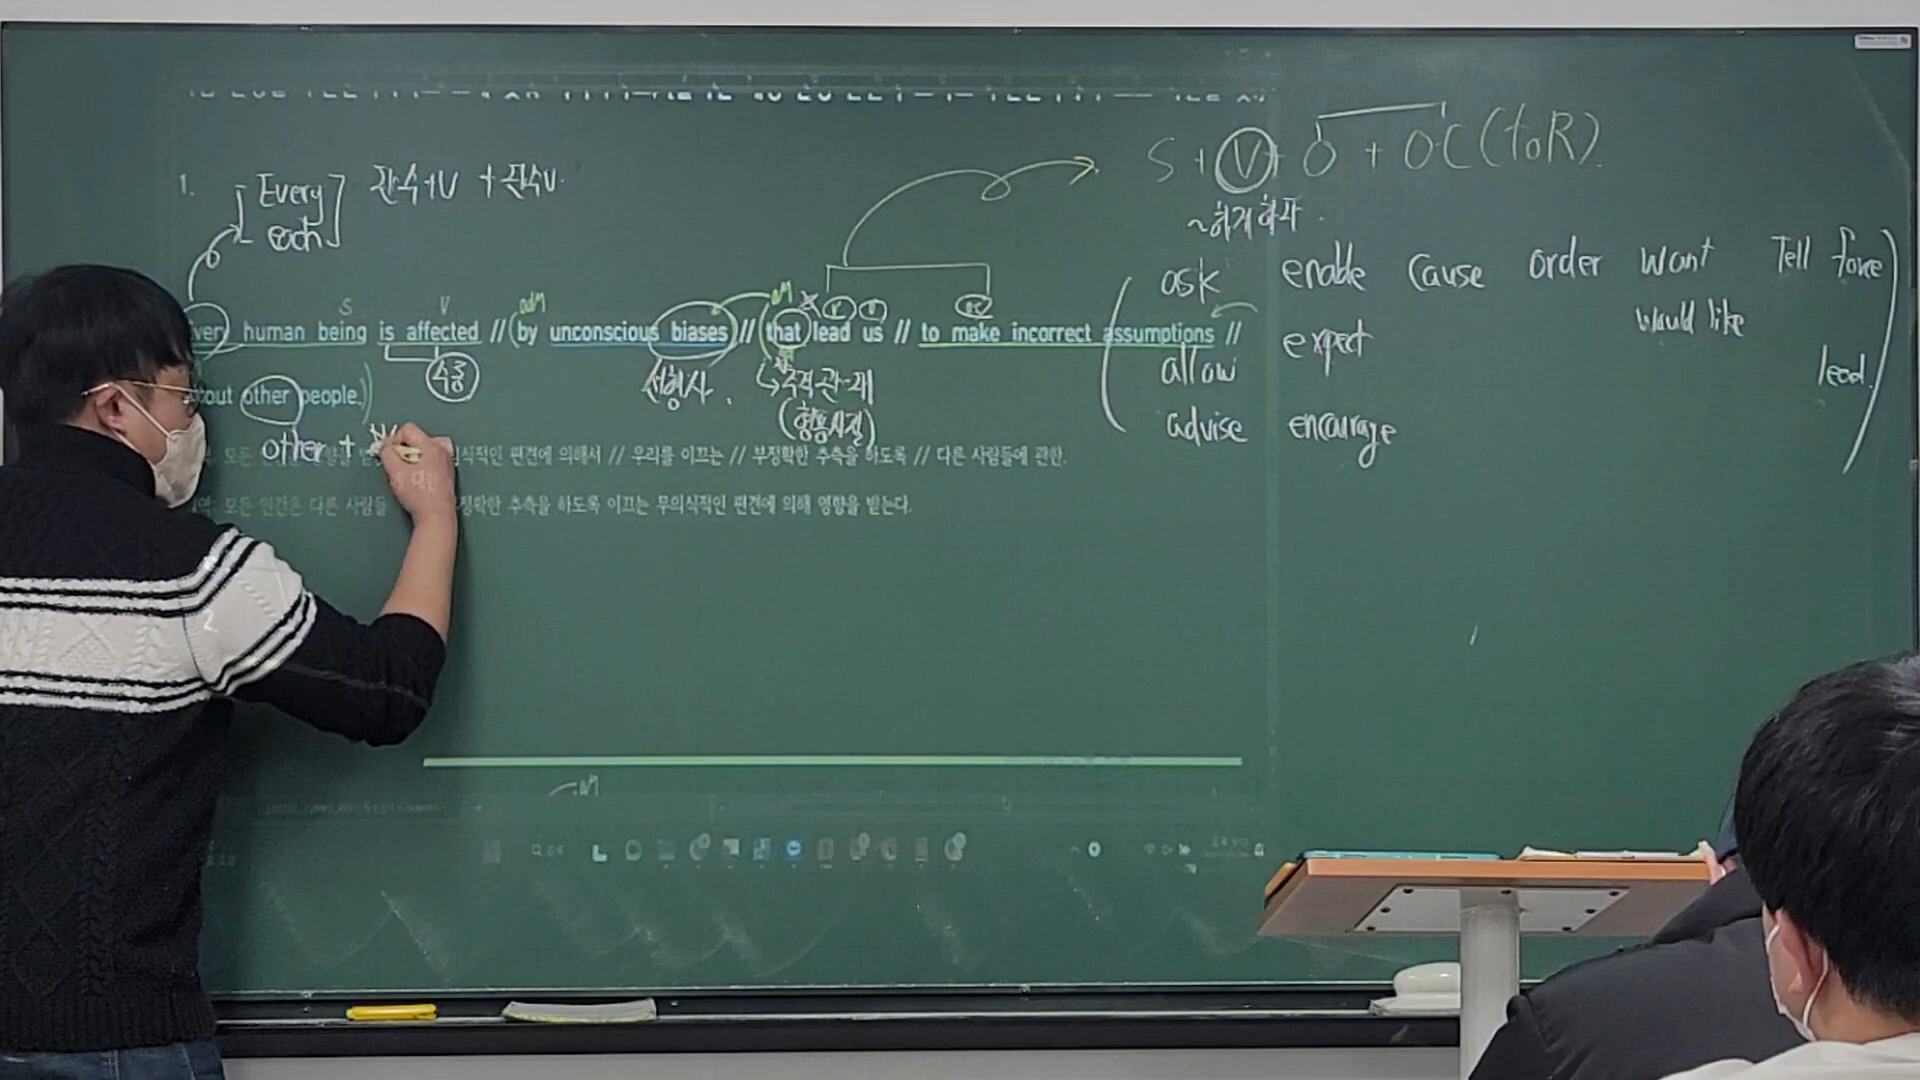 S + V + O + OC (toR).
1. [Every 단수N + 단수V.
each]
~하게하다.
ask enable cause order want Tell force
would like
allow expect lead.
advise encourage
S V
Every human being is affected // (by unconscious biases // (that lead us // to make incorrect assumptions //
수동
선행사. 주격·관·대
(형용사절)
about other people.)
other +
식적인 편견에 의해서 // 우리를 이끄는 // 부정확한 추측을 하도록 // 다른 사람들에 관한.
모든 인간은 다른 사람들 정확한 추측을 하도록 이끄는 무의식적인 편견에 의해 영향을 받는다.